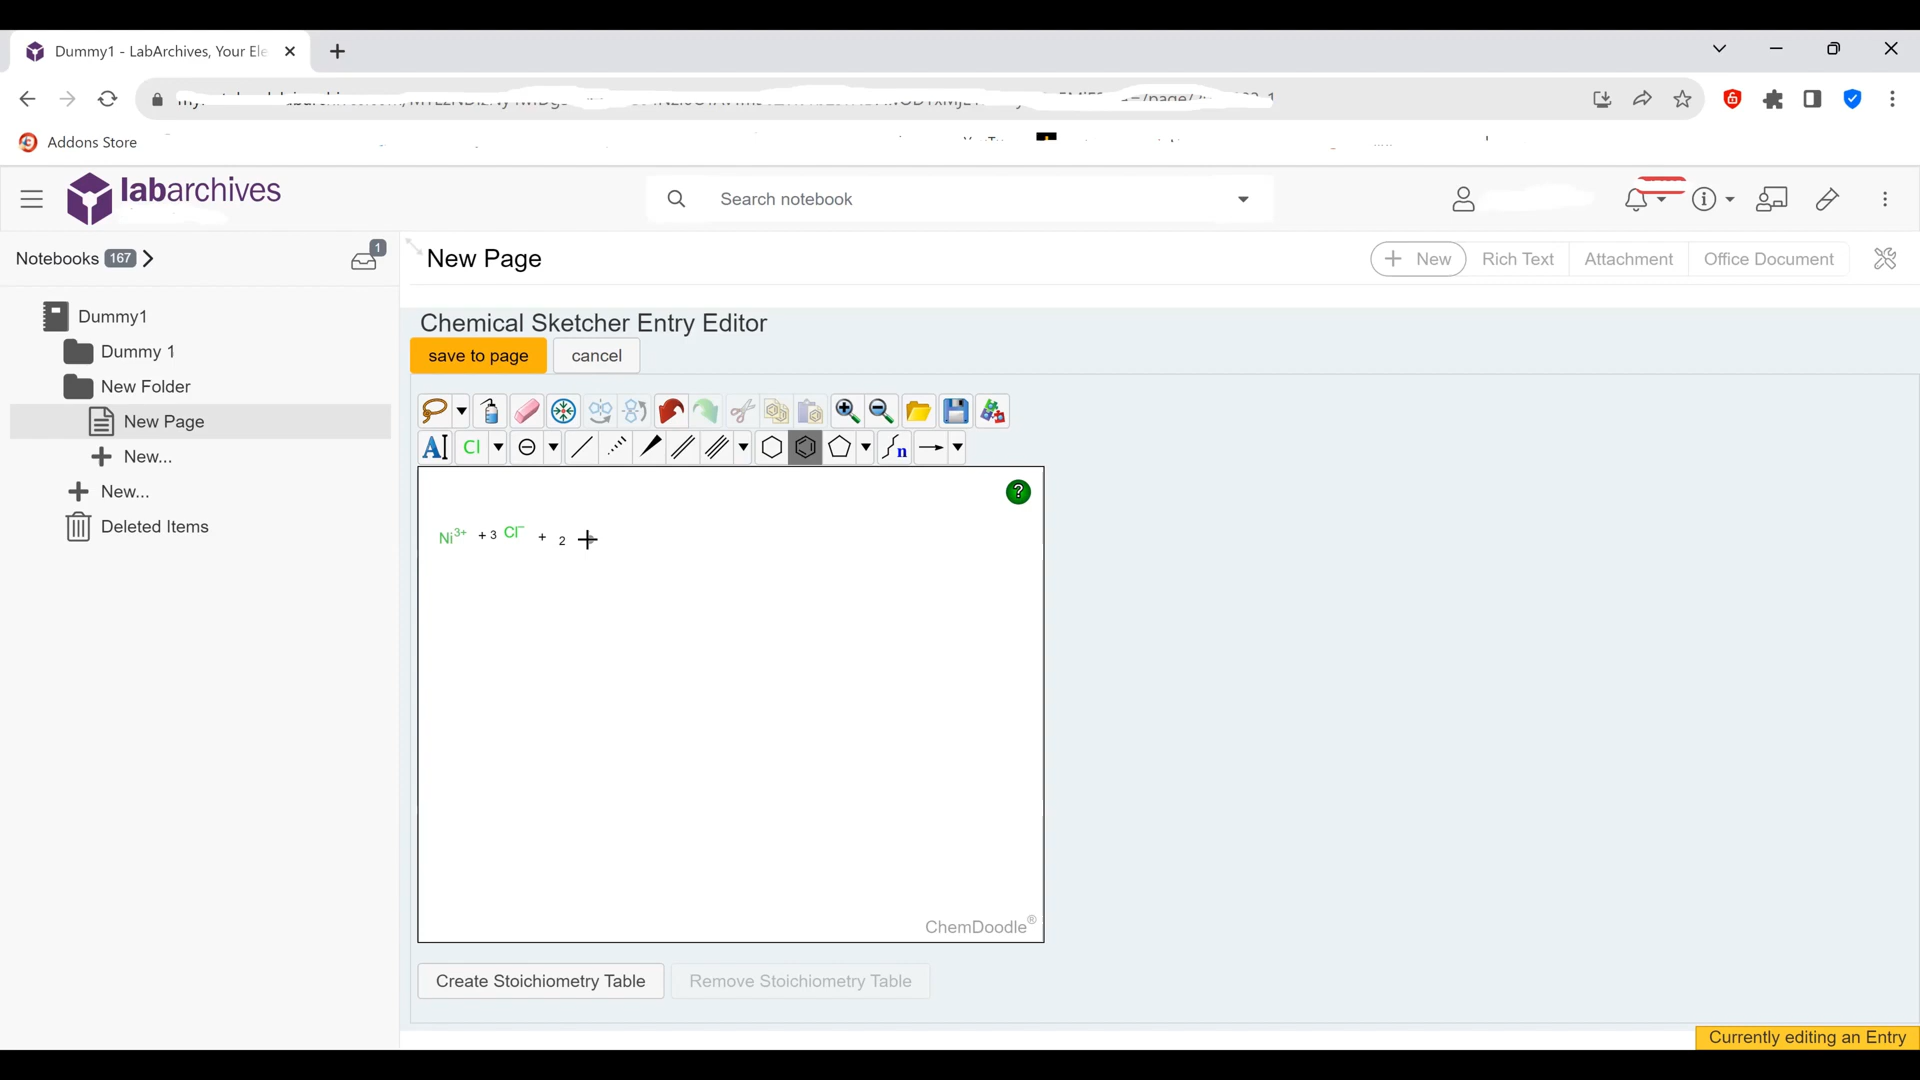 Dummy1 - LabArchives, Your Ele
Addons Store
labarchives
Search notebook
Notebooks 167
1
New Page
New
Rich Text
Attachment
Office Document
Dummy1
Dummy 1
New Folder
New Page
New...
New...
Deleted Items
Chemical Sketcher Entry Editor
save to page
cancel
AI Cl n
?
Ni³⁺ + 3 Cl⁻ + 2
ChemDoodle®
Create Stoichiometry Table
Remove Stoichiometry Table
Currently editing an Entry